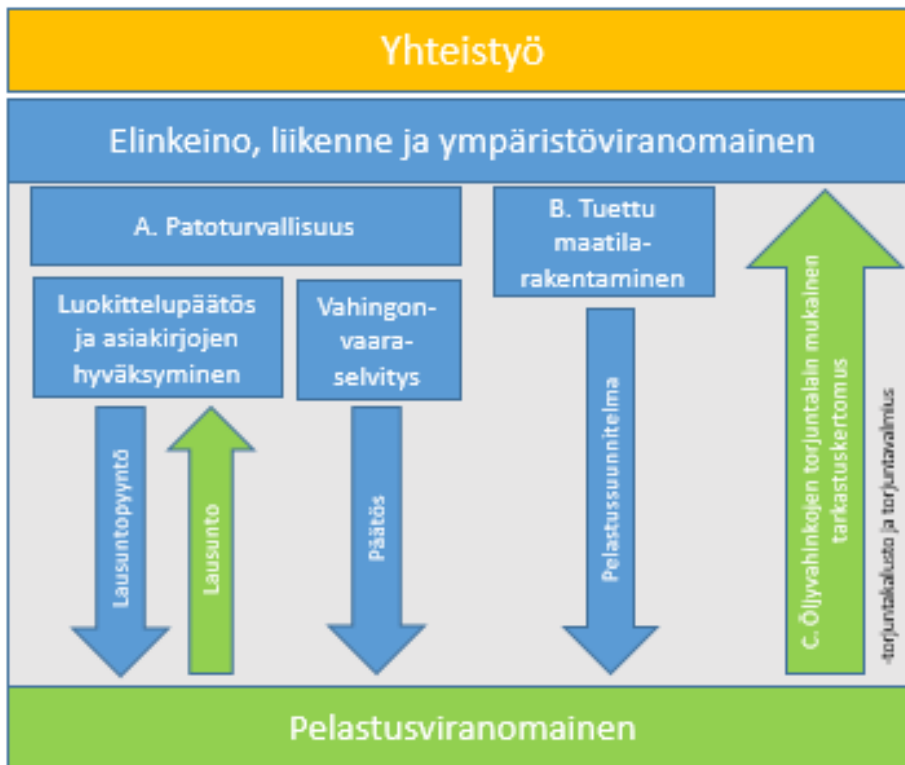 Yhteistyö
Elinkeino, liikenne ja ympäristöviranomainen
A. Patoturvallisuus
B. Tuettu
maatila-
rakentaminen
Luokittelupäätös
ja asiakirjojen
hyväksyminen
Vahingon-
vaara-
selvitys
Lausuntopyyntö
Lausunto
Päätös
Pelastussuunnitelma
C. Öljyvahinkojen torjuntalain mukainen
tarkastuskertomus
-torjuntakalusto ja torjuntavalmius
Pelastusviranomainen